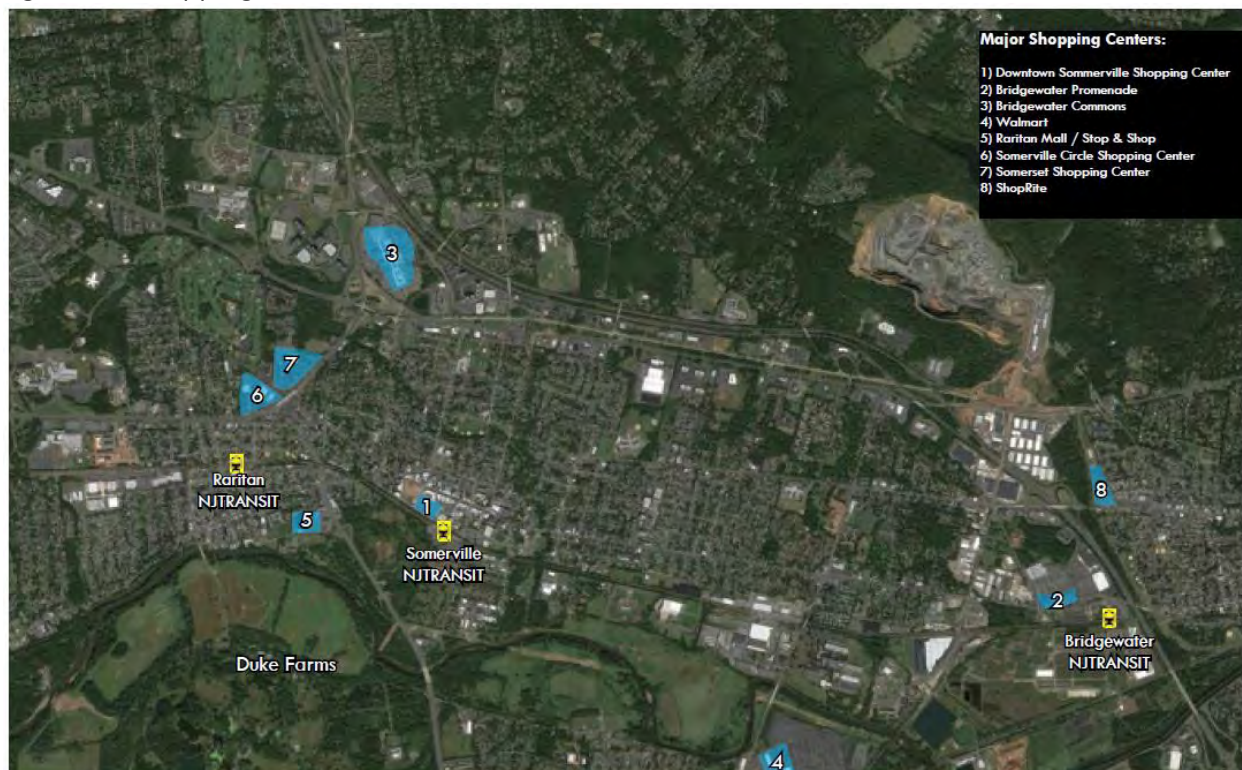 Major Shopping Centers:
1) Downtown Sommerville Shopping Center
2) Bridgewater Promenade
3) Bridgewater Commons
4) Walmart
5) Raritan Mall / Stop & Shop
6) Somerville Circle Shopping Center
7) Somerset Shopping Center
8) ShopRite
3
7
6
Raritan
NJTRANSIT
5
1
Somerville
NJTRANSIT
8
2
Bridgewater
NJTRANSIT
Duke Farms
4